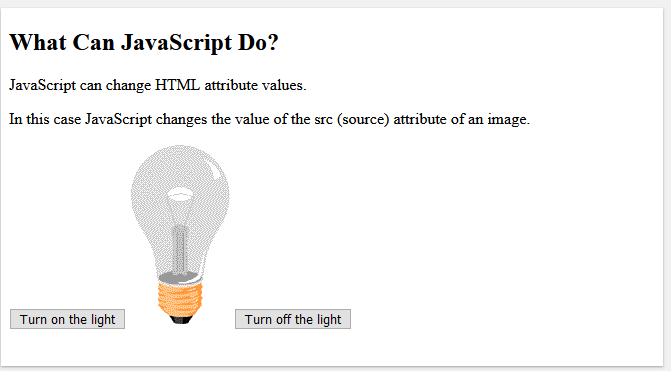 What Can JavaScript Do?
JavaScript can change HTML attribute values.
In this case JavaScript changes the value of the src (source) attribute of an image.
Turn on the light
Turn off the light